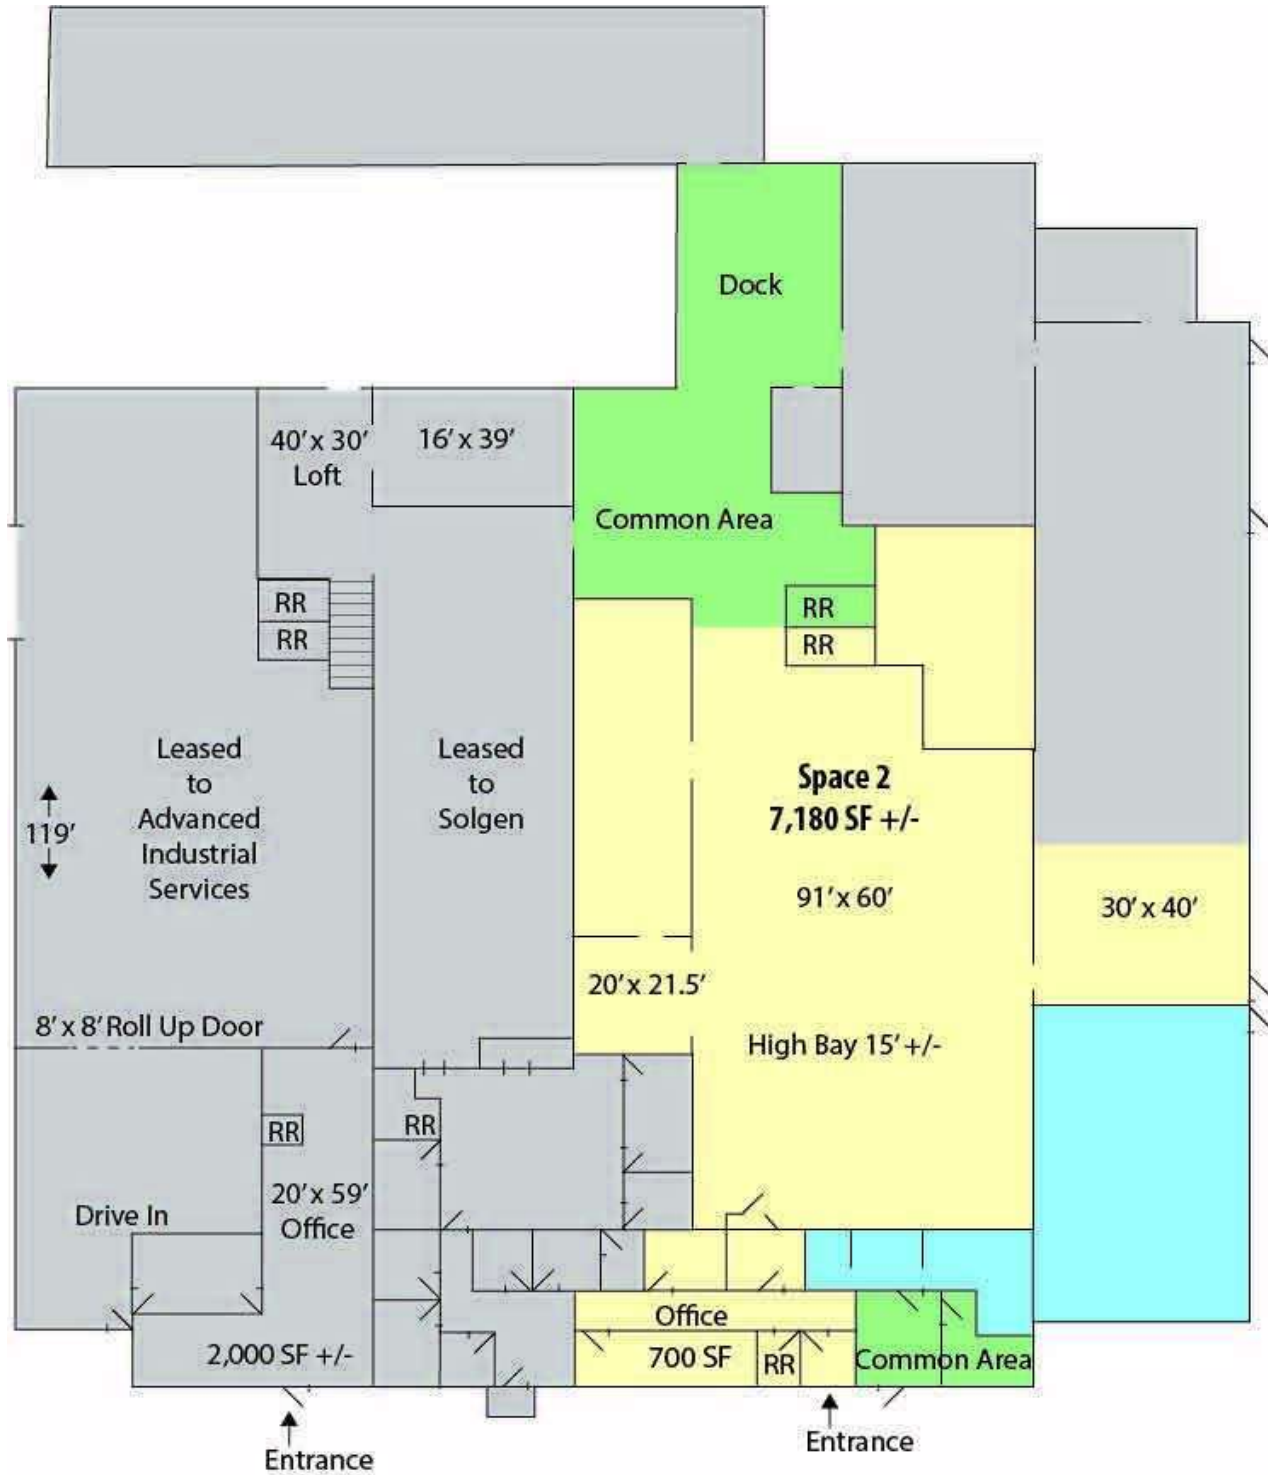 Dock
40' x 30'
Loft
16' x 39'
Common Area
RR
RR
RR
RR
Leased
to
Advanced
Industrial
Services
119'
Leased
to
Solgen
Space 2
7,180 SF +/-
91' x 60'
30' x 40'
20' x 21.5'
8' x 8' Roll Up Door
High Bay 15' +/-
RR
RR
20' x 59'
Office
Drive In
2,000 SF +/-
Office
700 SF
RR
Common Area
Entrance
Entrance